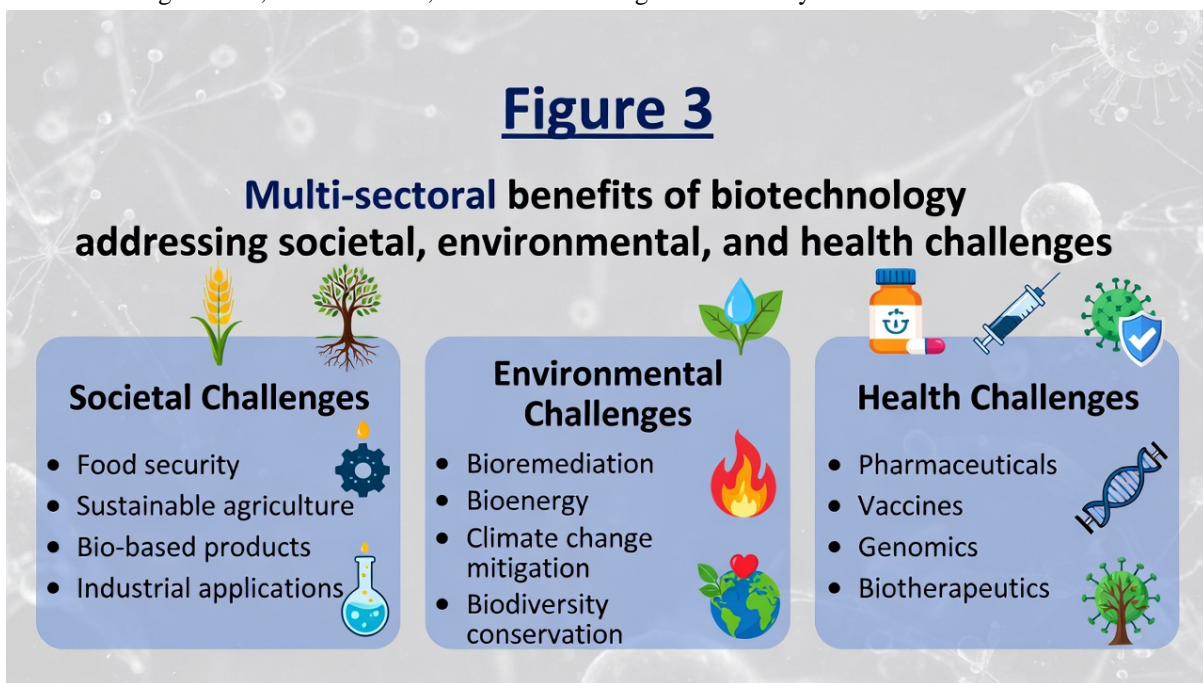 Figure 3
Multi-sectoral benefits of biotechnology
addressing societal, environmental, and health challenges
Societal Challenges
• Food security
• Sustainable agriculture
• Bio-based products
• Industrial applications
Environmental
Challenges
• Bioremediation
• Bioenergy
• Climate change
mitigation
• Biodiversity
conservation
Health Challenges
• Pharmaceuticals
• Vaccines
• Genomics
• Biotherapeutics